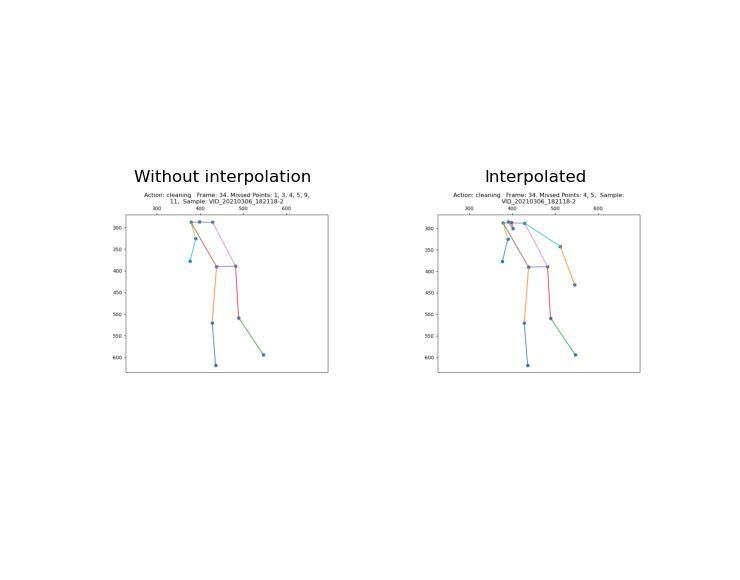 Without interpolation
Action: cleaning   Frame: 34. Missed Points: 1, 3, 4, 5, 9,
11,  Sample: VID_20210306_182118-2
300 400 500 600
300
350
400
450
500
550
600
Interpolated
Action: cleaning   Frame: 34. Missed Points: 4, 5,  Sample:
VID_20210306_182118-2
300 400 500 600
300
350
400
450
500
550
600